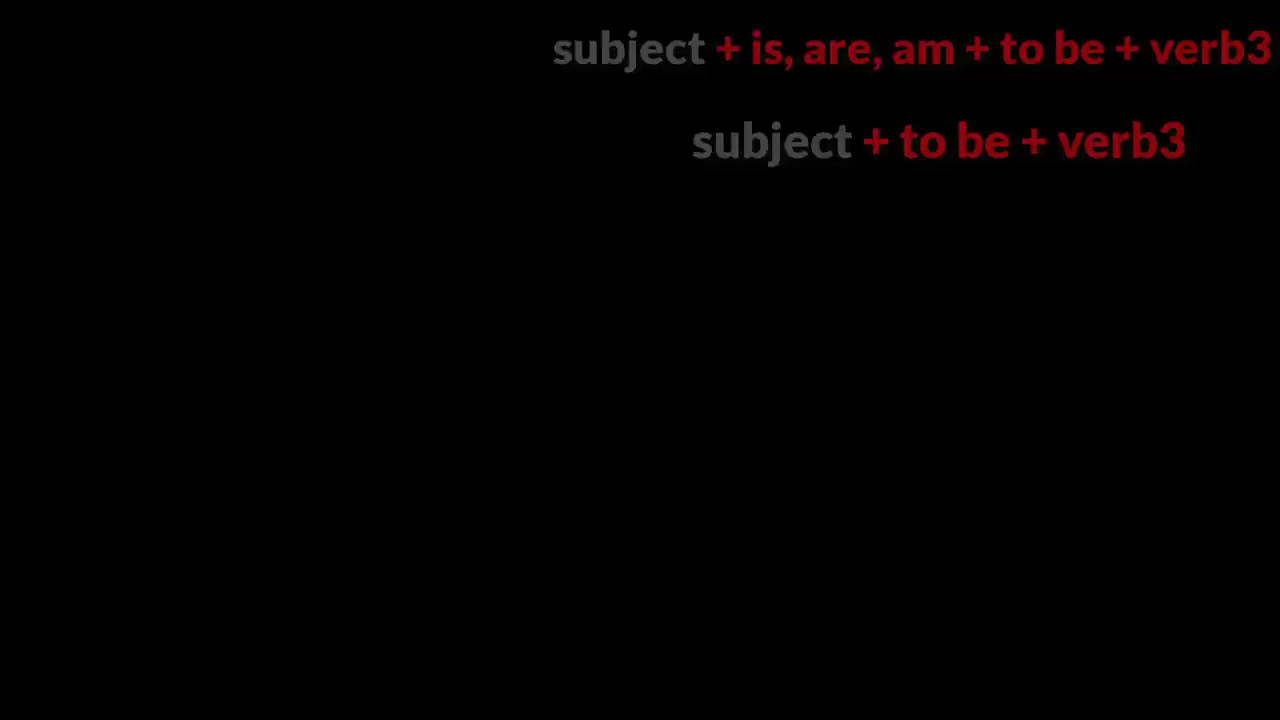 subject + is, are, am + to be + verb3
subject + to be + verb3